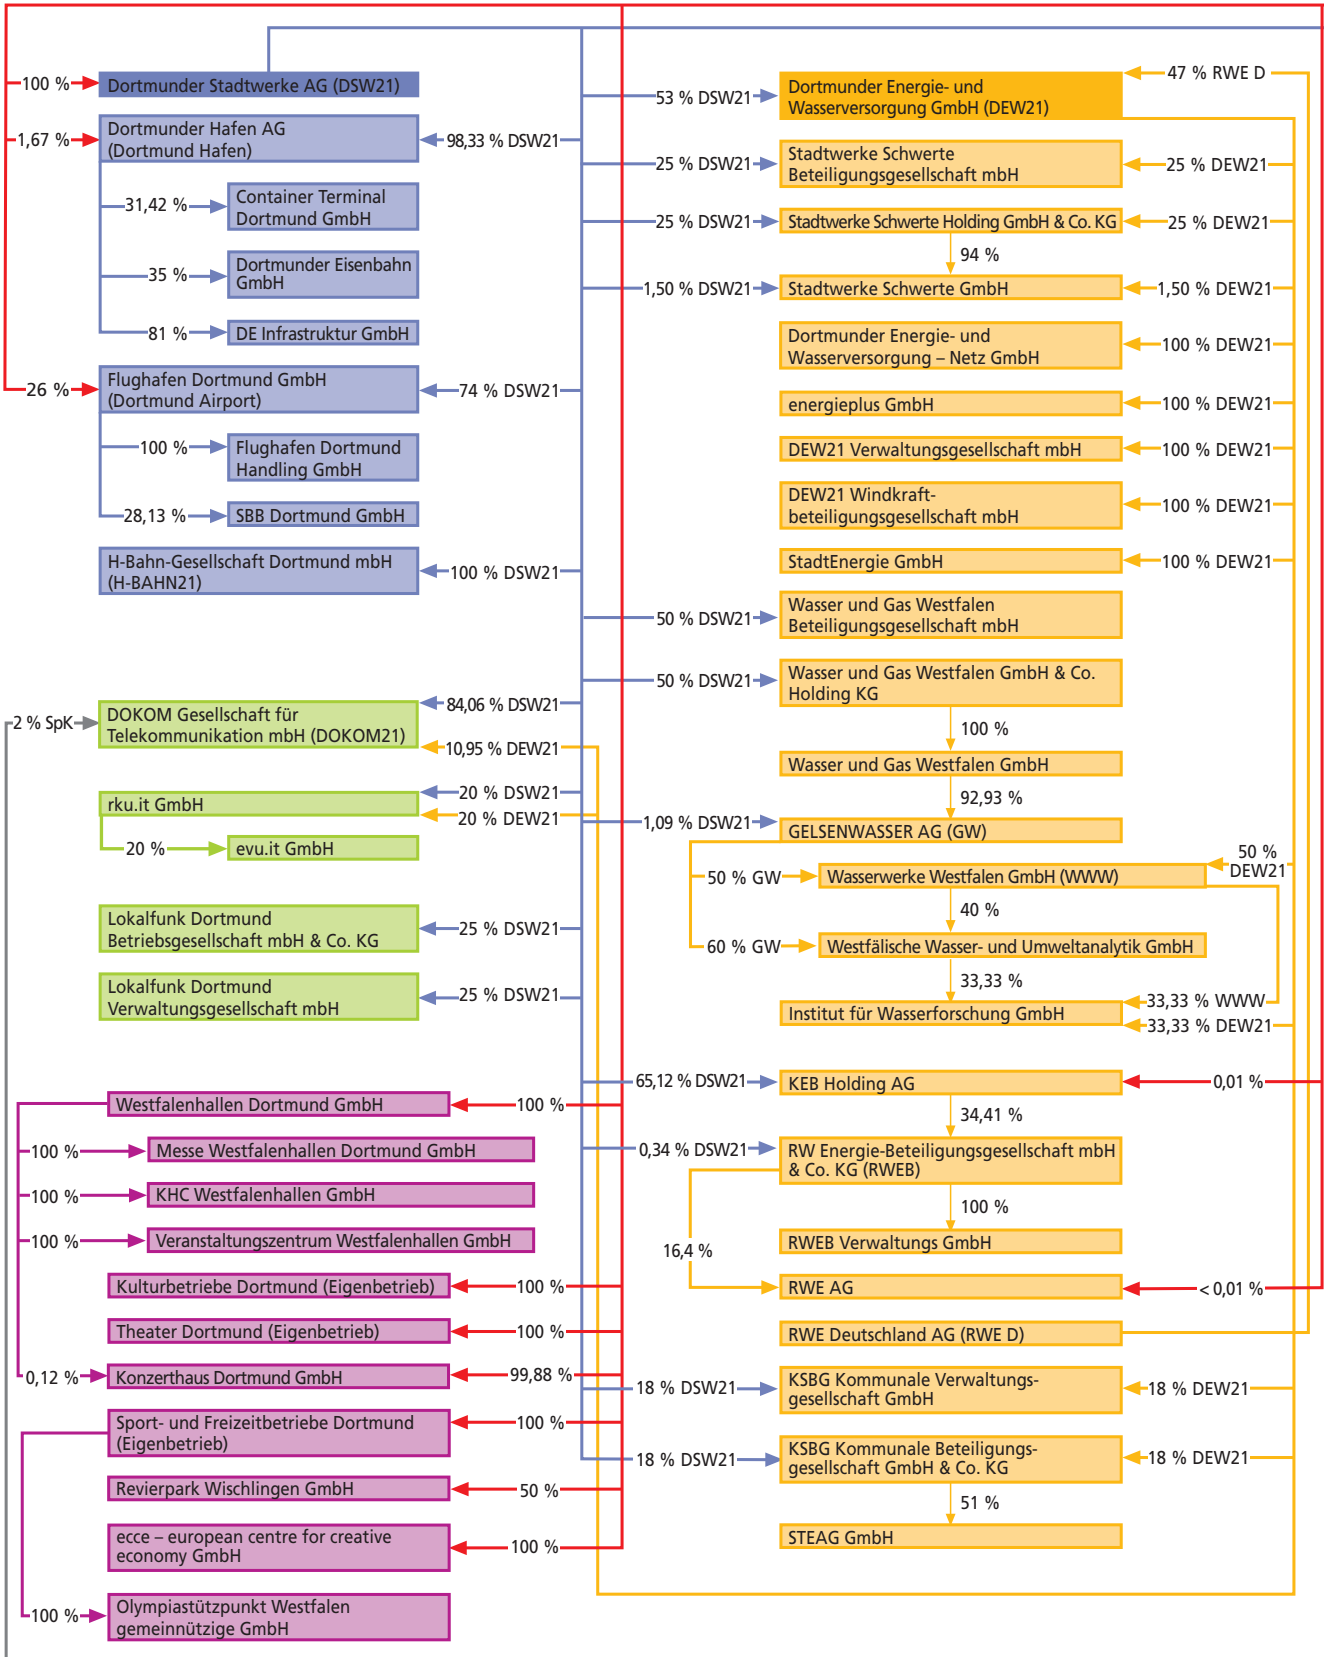 100 %
Dortmunder Stadtwerke AG (DSW21)
1,67 %
Dortmunder Hafen AG
(Dortmund Hafen)
98,33 % DSW21
31,42 %
Container Terminal
Dortmund GmbH
35 %
Dortmunder Eisenbahn
GmbH
81 %
DE Infrastruktur GmbH
26 %
Flughafen Dortmund GmbH
(Dortmund Airport)
74 % DSW21
100 %
Flughafen Dortmund
Handling GmbH
28,13 %
SBB Dortmund GmbH
H-Bahn-Gesellschaft Dortmund mbH
(H-BAHN21)
100 % DSW21
2 % SpK
DOKOM Gesellschaft für
Telekommunikation mbH (DOKOM21)
84,06 % DSW21
10,95 % DEW21
rku.it GmbH
20 % DSW21
20 % DEW21
20 %
evu.it GmbH
Lokalfunk Dortmund
Betriebsgesellschaft mbH & Co. KG
25 % DSW21
Lokalfunk Dortmund
Verwaltungsgesellschaft mbH
25 % DSW21
Westfalenhallen Dortmund GmbH
100 %
100 %
Messe Westfalenhallen Dortmund GmbH
100 %
KHC Westfalenhallen GmbH
100 %
Veranstaltungszentrum Westfalenhallen GmbH
Kulturbetriebe Dortmund (Eigenbetrieb)
100 %
Theater Dortmund (Eigenbetrieb)
100 %
0,12 %
Konzerthaus Dortmund GmbH
99,88 %
Sport- und Freizeitbetriebe Dortmund
(Eigenbetrieb)
100 %
Revierpark Wischlingen GmbH
50 %
ecce – european centre for creative
economy GmbH
100 %
100 %
Olympiastützpunkt Westfalen
gemeinnützige GmbH
53 % DSW21
Dortmunder Energie- und
Wasserversorgung GmbH (DEW21)
47 % RWE D
25 % DSW21
Stadtwerke Schwerte
Beteiligungsgesellschaft mbH
25 % DEW21
25 % DSW21
Stadtwerke Schwerte Holding GmbH & Co. KG
25 % DEW21
94 %
1,50 % DSW21
Stadtwerke Schwerte GmbH
1,50 % DEW21
Dortmunder Energie- und
Wasserversorgung – Netz GmbH
100 % DEW21
energieplus GmbH
100 % DEW21
DEW21 Verwaltungsgesellschaft mbH
100 % DEW21
DEW21 Windkraft-
beteiligungsgesellschaft mbH
100 % DEW21
StadtEnergie GmbH
100 % DEW21
50 % DSW21
Wasser und Gas Westfalen
Beteiligungsgesellschaft mbH
50 % DSW21
Wasser und Gas Westfalen GmbH & Co.
Holding KG
100 %
Wasser und Gas Westfalen GmbH
92,93 %
1,09 % DSW21
GELSENWASSER AG (GW)
50 % GW
Wasserwerke Westfalen GmbH (WWW)
50 %
DEW21
40 %
60 % GW
Westfälische Wasser- und Umweltanalytik GmbH
33,33 %
Institut für Wasserforschung GmbH
33,33 % WWW
33,33 % DEW21
65,12 % DSW21
KEB Holding AG
0,01 %
34,41 %
0,34 % DSW21
RW Energie-Beteiligungsgesellschaft mbH
& Co. KG (RWEB)
100 %
RWEB Verwaltungs GmbH
16,4 %
RWE AG
< 0,01 %
RWE Deutschland AG (RWE D)
18 % DSW21
KSBG Kommunale Verwaltungs-
gesellschaft GmbH
18 % DEW21
18 % DSW21
KSBG Kommunale Beteiligungs-
gesellschaft GmbH & Co. KG
18 % DEW21
51 %
STEAG GmbH